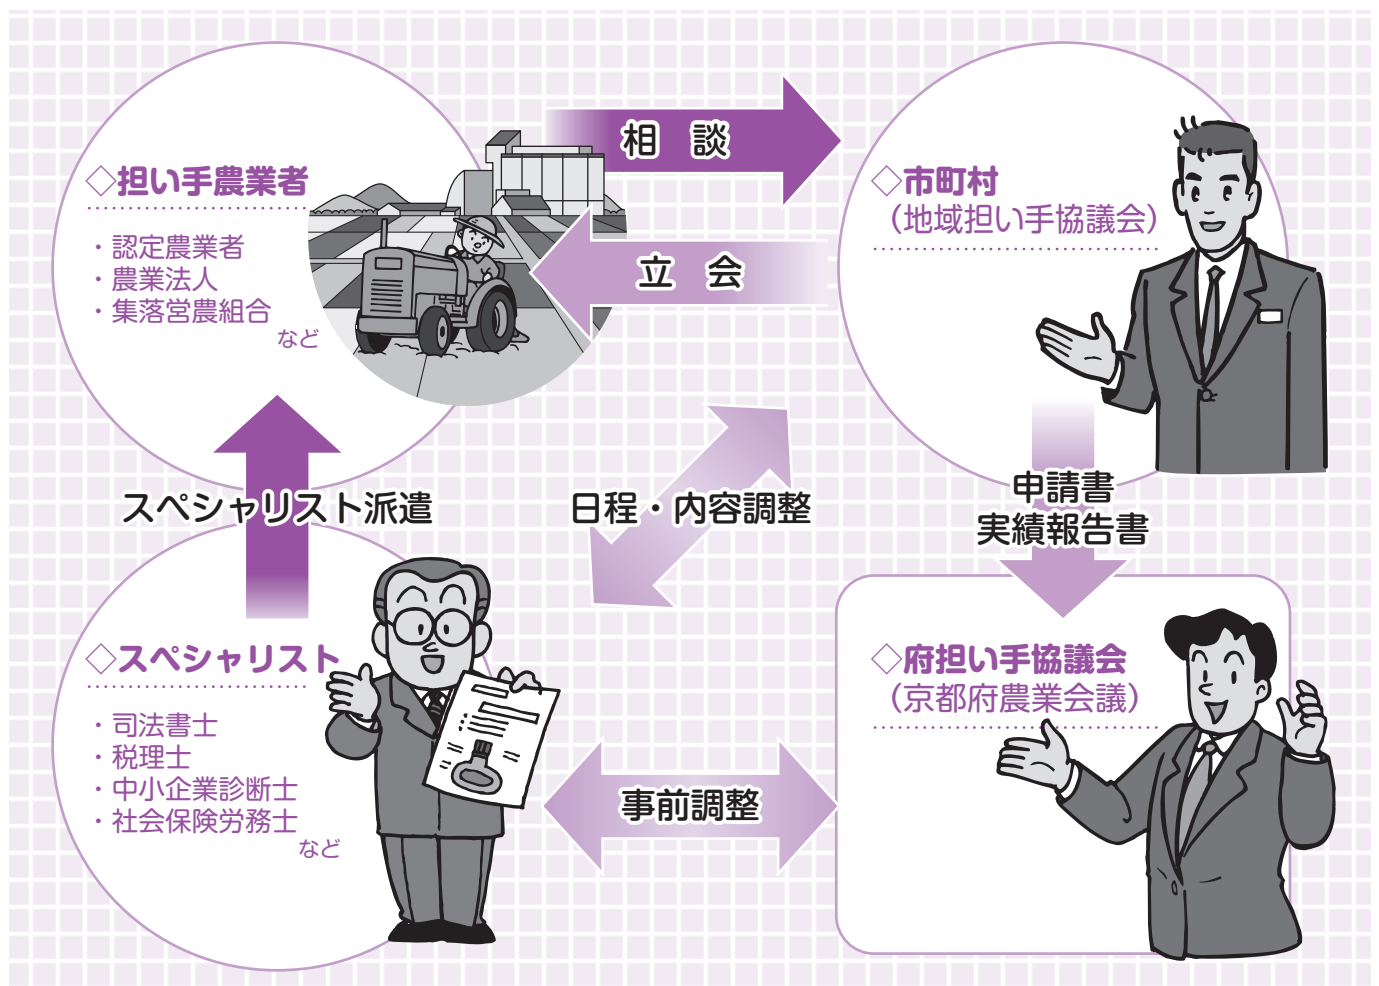 ◇担い手農業者
・認定農業者
・農業法人
・集落営農組合
など
相 談
立 会
◇市町村
（地域担い手協議会）
スペシャリスト派遣
日程・内容調整
申請書
実績報告書
◇スペシャリスト
・司法書士
・税理士
・中小企業診断士
・社会保険労務士
など
事前調整
◇府担い手協議会
（京都府農業会議）